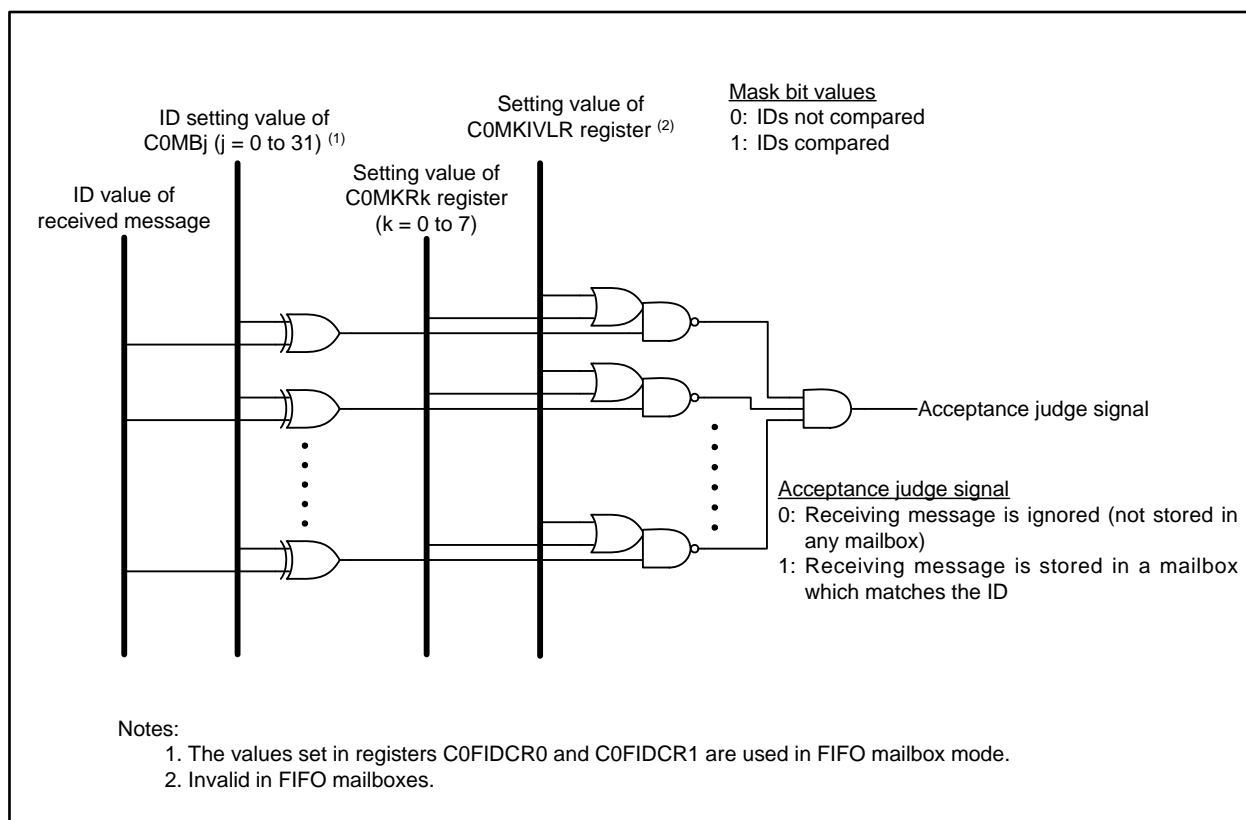 Setting value of
C0MKIVLR register (2)
Mask bit values
0: IDs not compared
1: IDs compared
ID setting value of
C0MBj (j = 0 to 31) (1)
Setting value of
C0MKRk register
(k = 0 to 7)
ID value of
received message
Acceptance judge signal
Acceptance judge signal
0: Receiving message is ignored (not stored in
any mailbox)
1: Receiving message is stored in a mailbox
which matches the ID
Notes:
1. The values set in registers C0FIDCR0 and C0FIDCR1 are used in FIFO mailbox mode.
2. Invalid in FIFO mailboxes.